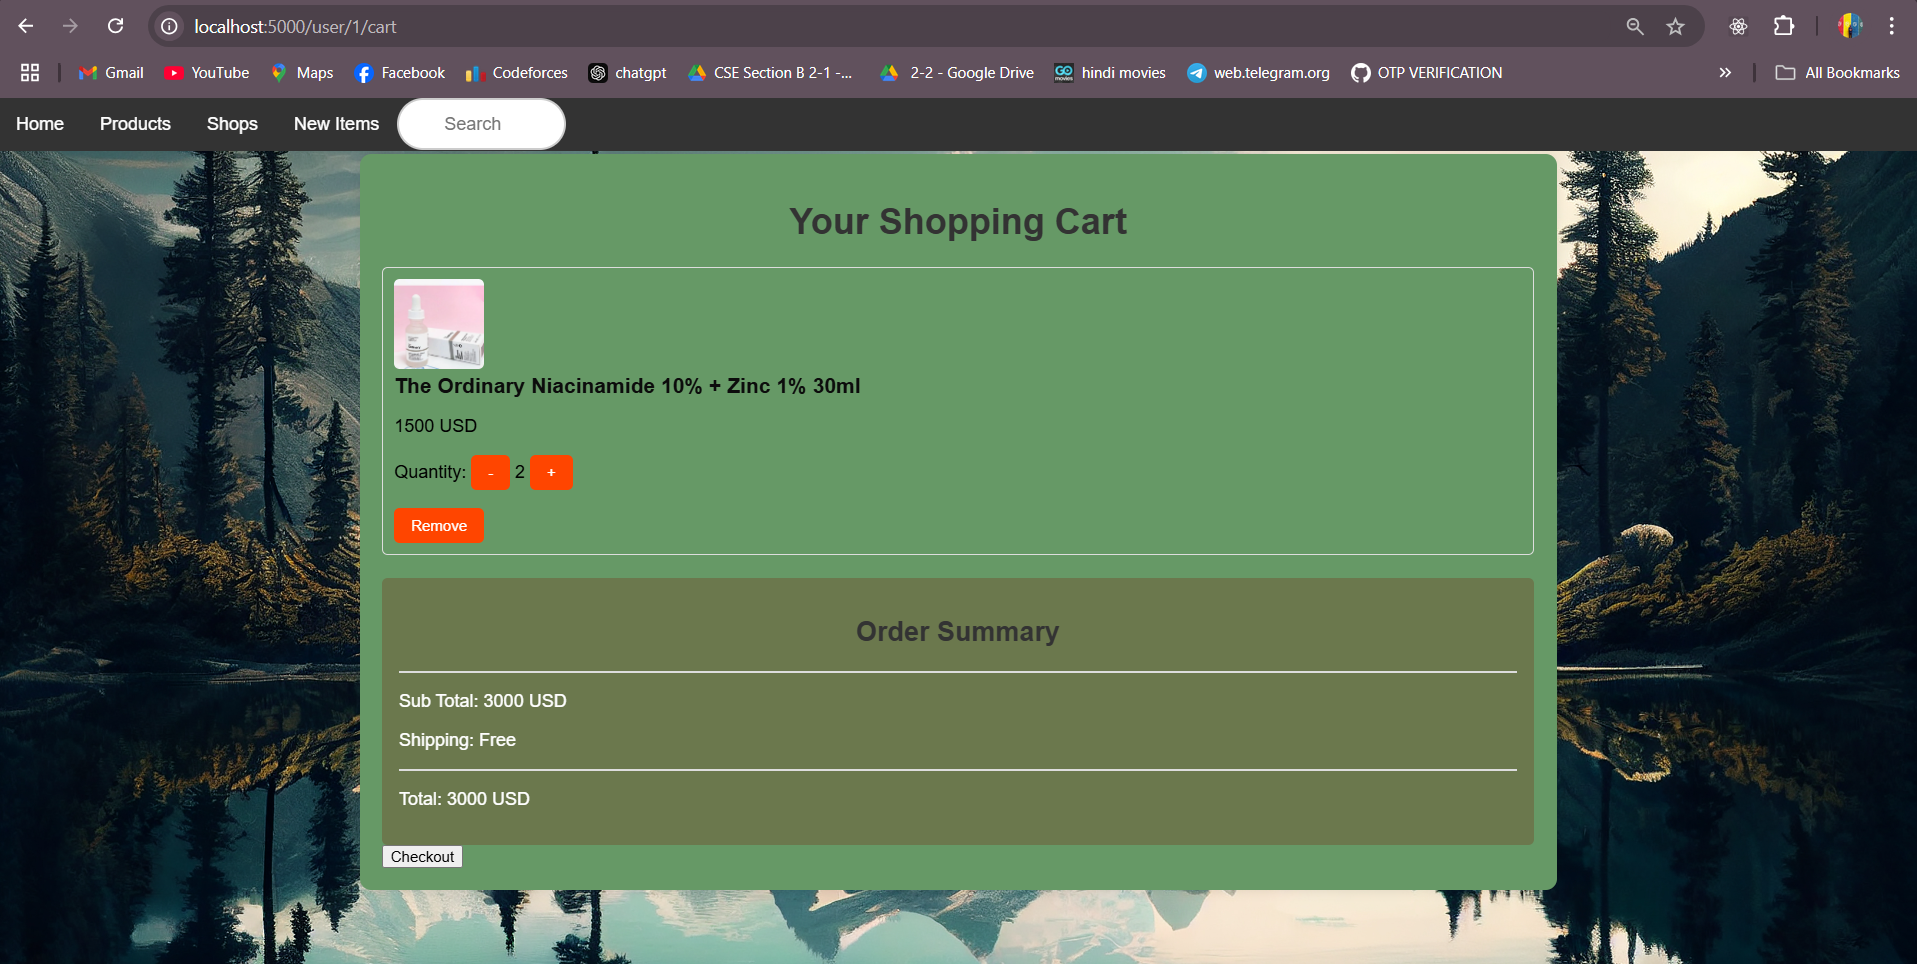 localhost:5000/user/1/cart
Gmail YouTube Maps Facebook Codeforces chatgpt CSE Section B 2-1 -... 2-2 - Google Drive hindi movies web.telegram.org OTP VERIFICATION » All Bookmarks
Home Products Shops New Items Search
Your Shopping Cart
The Ordinary Niacinamide 10% + Zinc 1% 30ml
1500 USD
Quantity: - 2 +
Remove
Order Summary
Sub Total: 3000 USD
Shipping: Free
Total: 3000 USD
Checkout